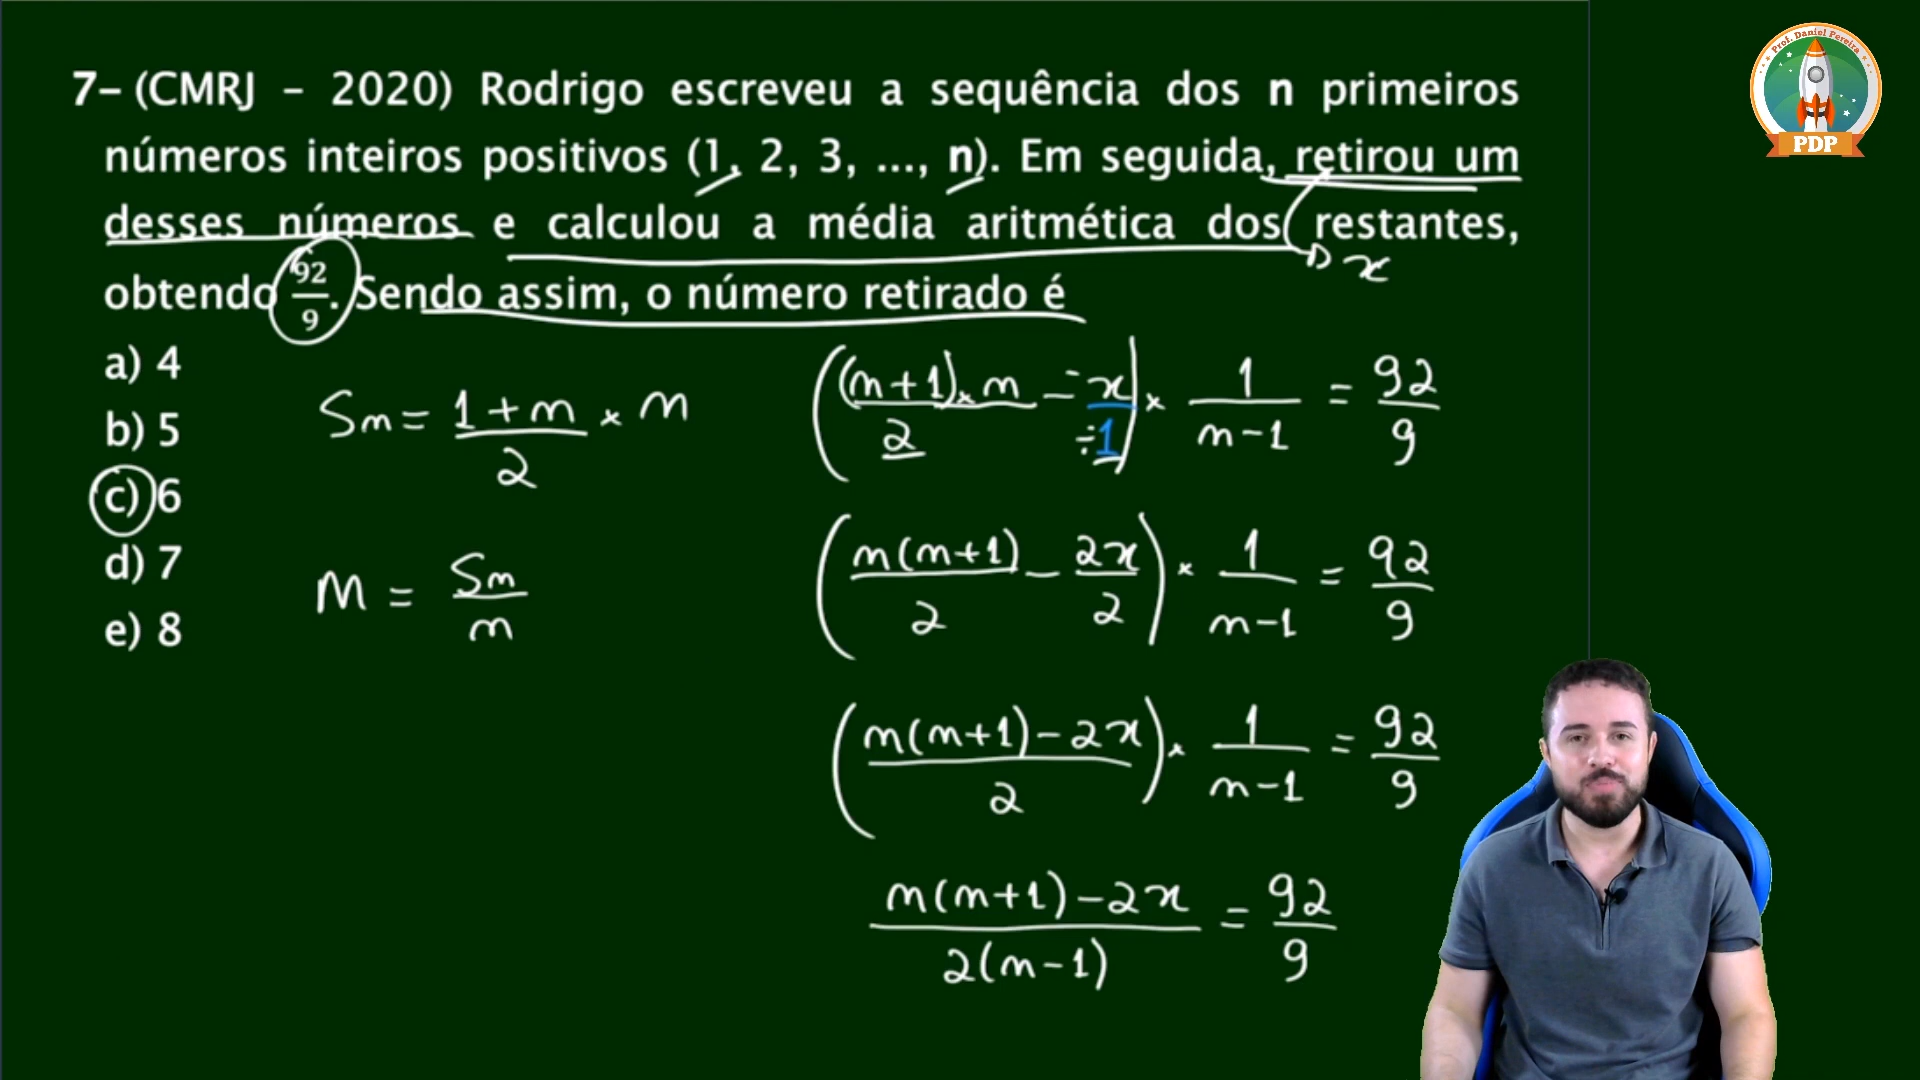 7- (CMRJ – 2020) Rodrigo escreveu a sequência dos n primeiros
números inteiros positivos (1, 2, 3, ..., n). Em seguida, retirou um
desses números e calculou a média aritmética dos restantes,
x
obtendo 92/9. Sendo assim, o número retirado é
a) 4
b) 5
c) 6
d) 7
e) 8
Sn = (1+n)/2 × n
M = Sn/n
((n+1)×n/2 − x/1) × 1/(n−1) = 92/9
(n(n+1)/2 − 2x/2) × 1/(n−1) = 92/9
((n(n+1)−2x)/2) × 1/(n−1) = 92/9
(n(n+1)−2x)/(2(n−1)) = 92/9
Prof. Daniel Pereira
PDP